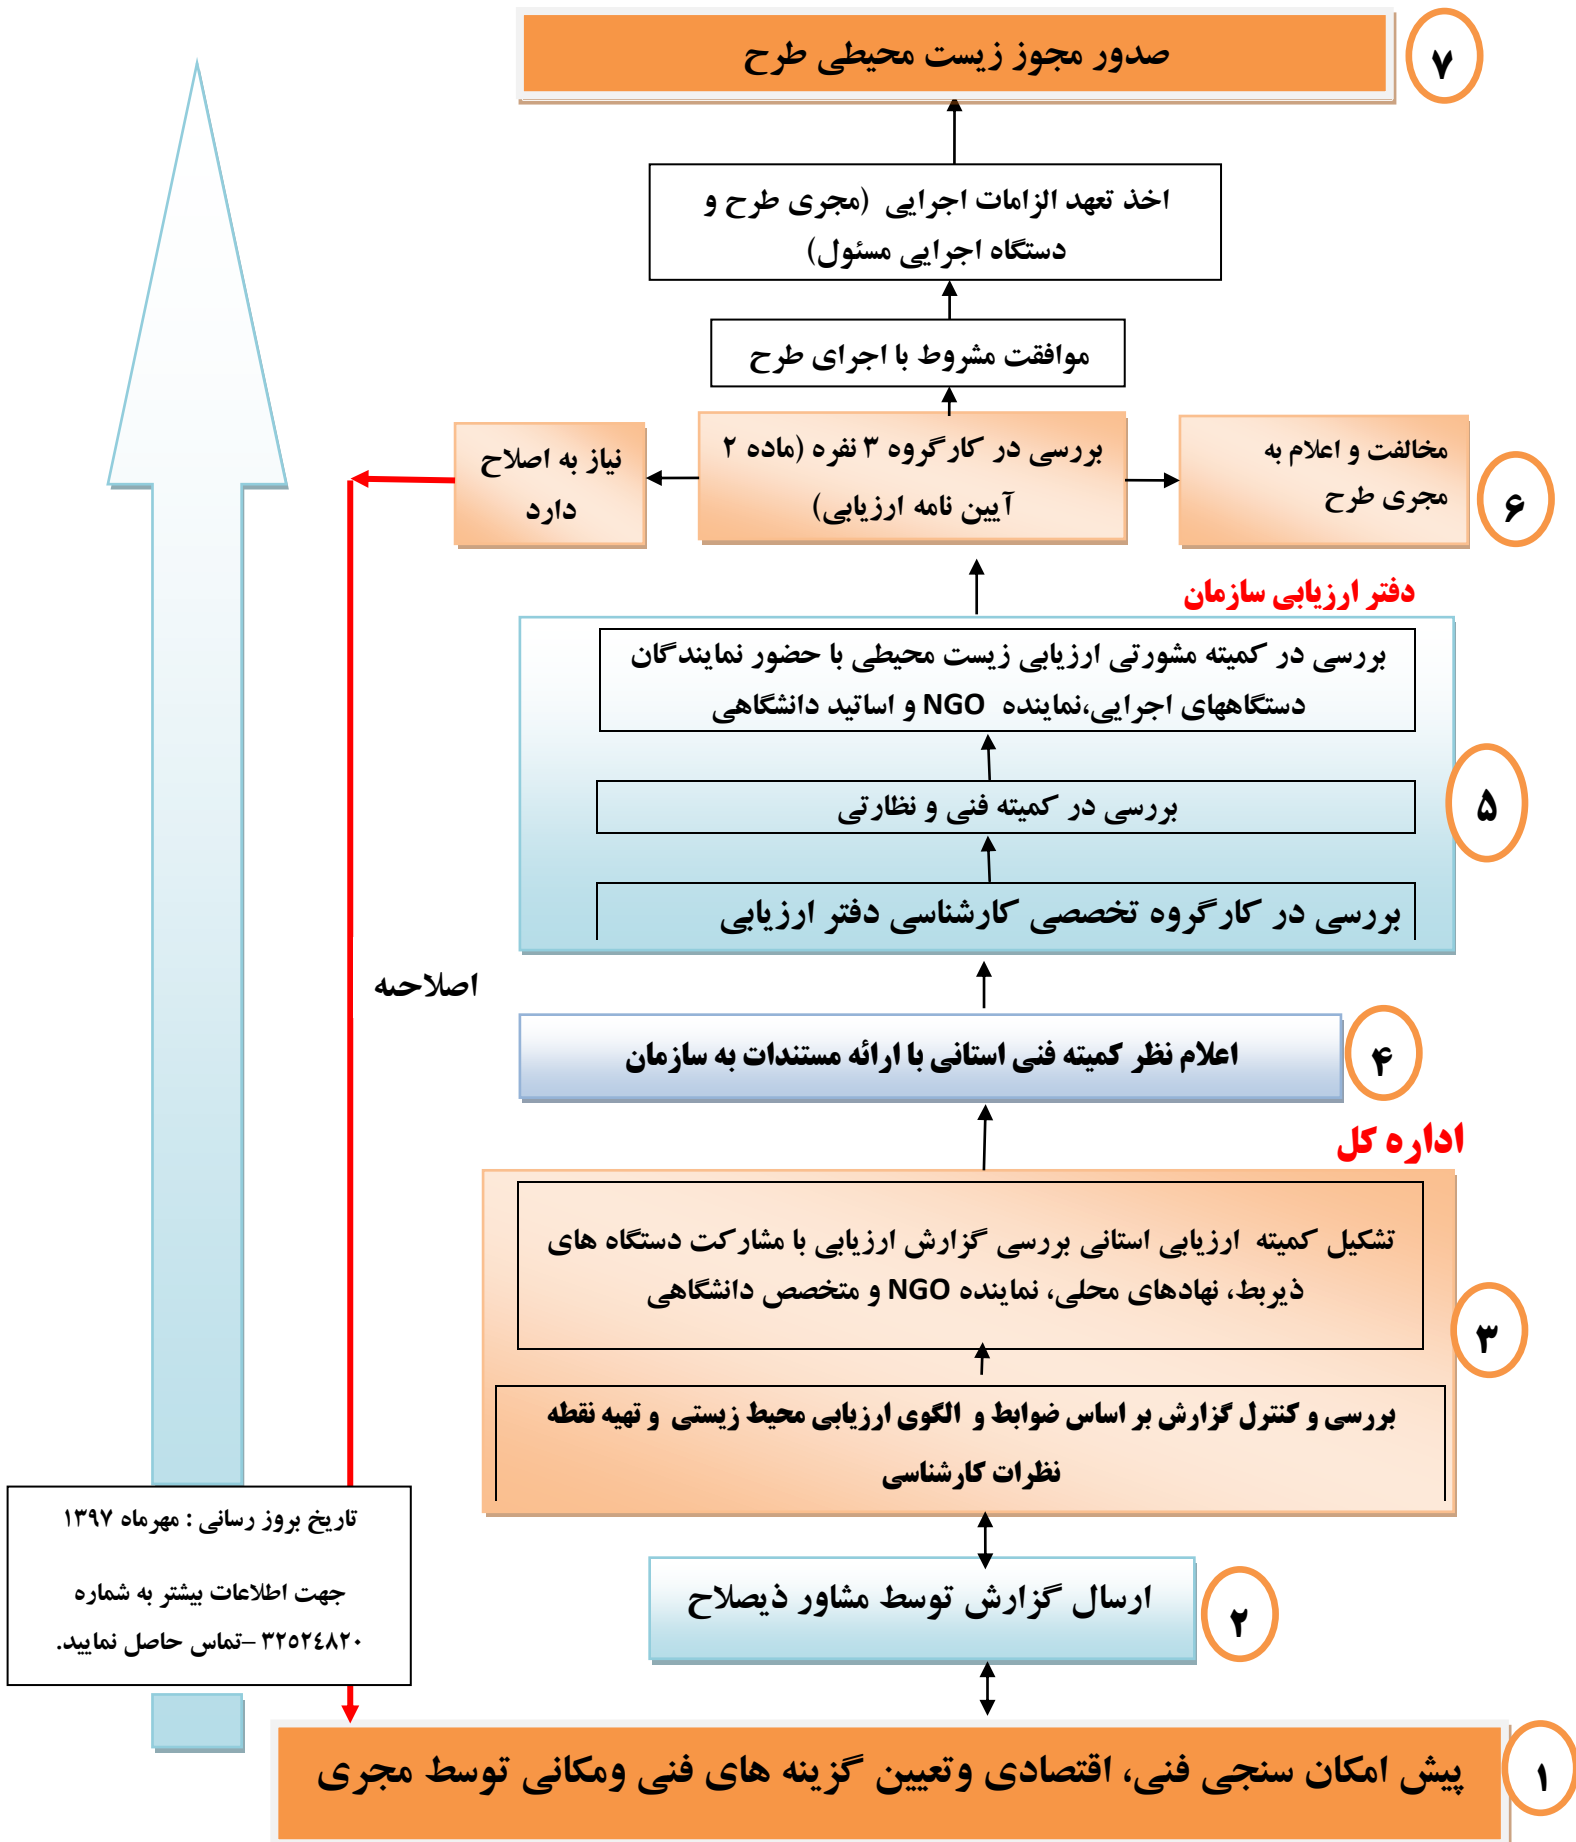 صدور مجوز زیست محیطی طرح
۷
اخذ تعهد الزامات اجرایی (مجری طرح و
دستگاه اجرایی مسئول)
موافقت مشروط با اجرای طرح
مخالفت و اعلام به
مجری طرح
۶
بررسی در کارگروه ۳ نفره (ماده ۲
آیین نامه ارزیابی)
نیاز به اصلاح
دارد
دفتر ارزیابی سازمان
بررسی در کمیته مشورتی ارزیابی زیست محیطی با حضور نمایندگان
دستگاههای اجرایی،نماینده NGO و اساتید دانشگاهی
بررسی در کمیته فنی و نظارتی
۵
بررسی در کارگروه تخصصی کارشناسی دفتر ارزیابی
اصلاحیه
اعلام نظر کمیته فنی استانی با ارائه مستندات به سازمان
۴
اداره کل
تشکیل کمیته ارزیابی استانی بررسی گزارش ارزیابی با مشارکت دستگاه های
ذیربط، نهادهای محلی، نماینده NGO و متخصص دانشگاهی
۳
بررسی و کنترل گزارش بر اساس ضوابط و الگوی ارزیابی محیط زیستی و تهیه نقطه
نظرات کارشناسی
تاریخ بروز رسانی : مهرماه ۱۳۹۷
جهت اطلاعات بیشتر به شماره
٣٢٥٢٤٨٢٠ –تماس حاصل نمایید.
ارسال گزارش توسط مشاور ذیصلاح
۲
پیش امکان سنجی فنی، اقتصادی وتعیین گزینه های فنی ومکانی توسط مجری
۱